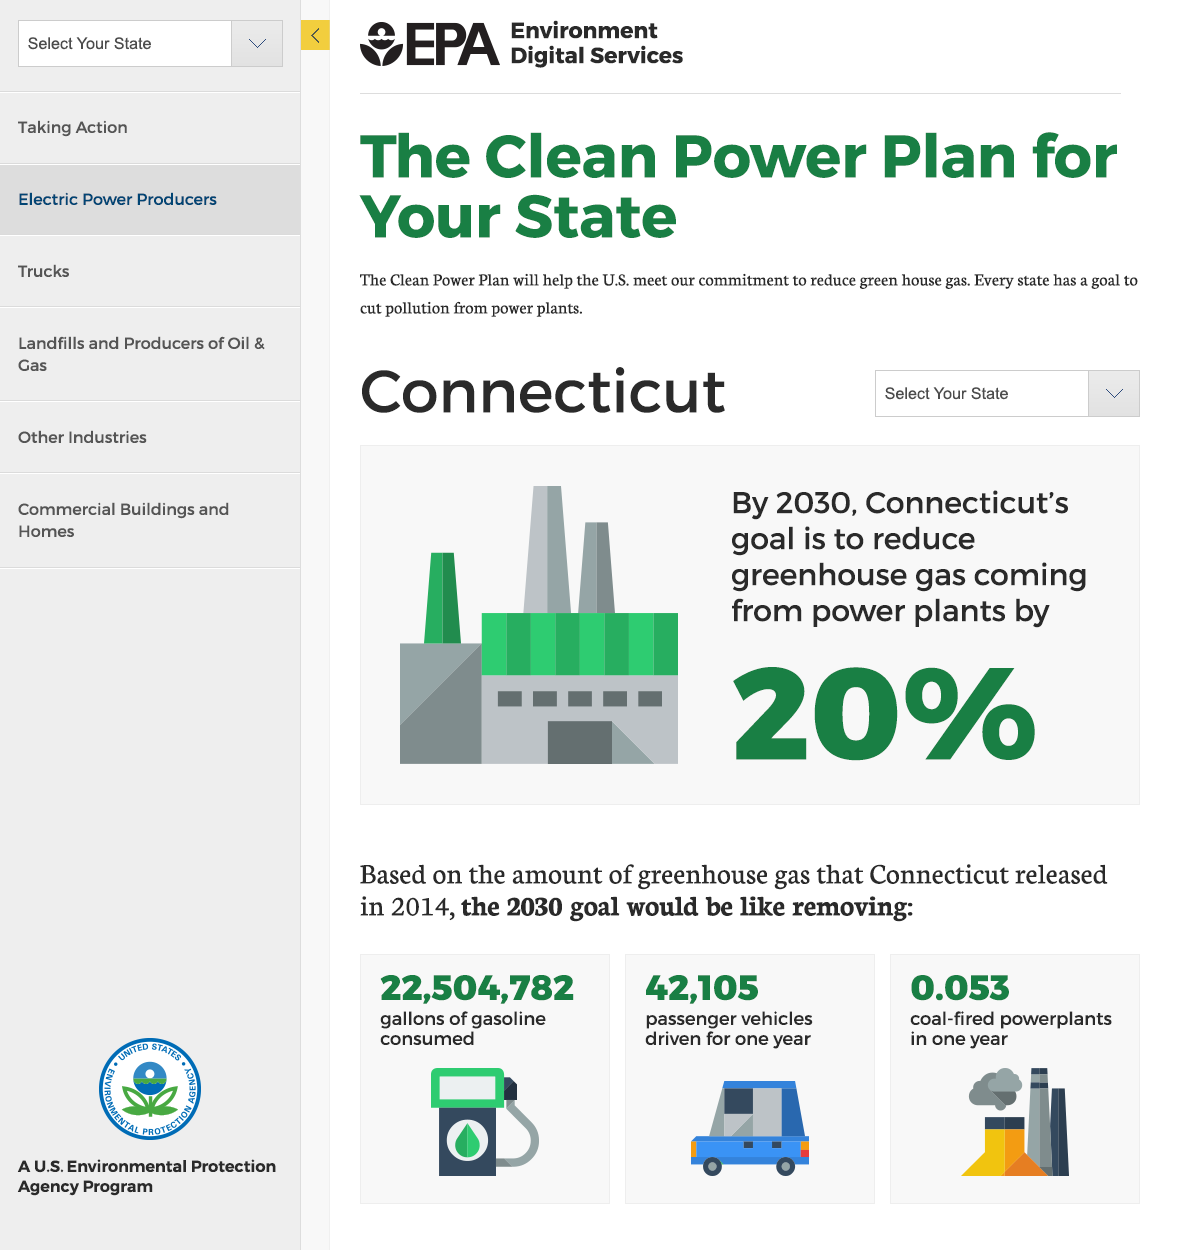 Select Your State
Taking Action
Electric Power Producers
Trucks
Landfills and Producers of Oil &
Gas
Other Industries
Commercial Buildings and
Homes
UNITED STATES
ENVIRONMENTAL PROTECTION AGENCY
A U.S. Environmental Protection
Agency Program
EPA
Environment
Digital Services
The Clean Power Plan for
Your State
The Clean Power Plan will help the U.S. meet our commitment to reduce green house gas. Every state has a goal to
cut pollution from power plants.
Connecticut
Select Your State
By 2030, Connecticut's
goal is to reduce
greenhouse gas coming
from power plants by
20%
Based on the amount of greenhouse gas that Connecticut released
in 2014, the 2030 goal would be like removing:
22,504,782
gallons of gasoline
consumed
42,105
passenger vehicles
driven for one year
0.053
coal-fired powerplants
in one year